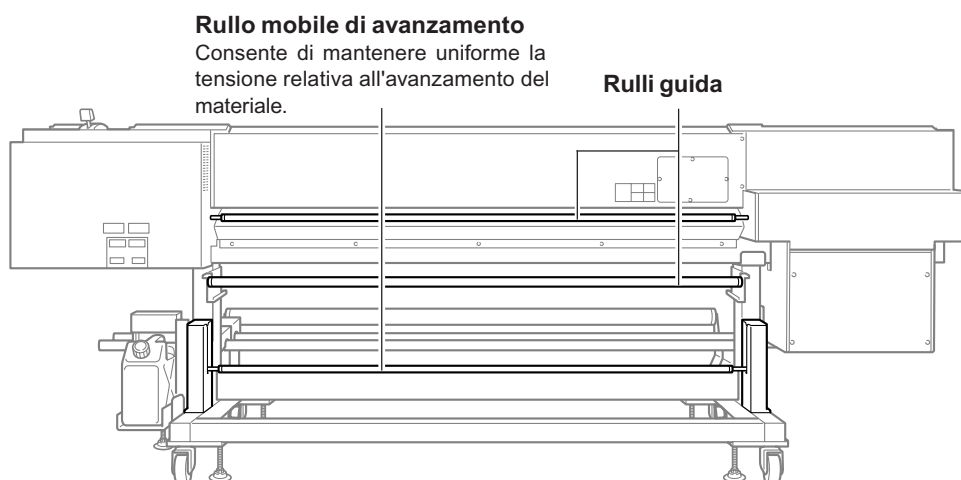 Rullo mobile di avanzamento
Consente di mantenere uniforme la
tensione relativa all'avanzamento del
materiale.
Rulli guida